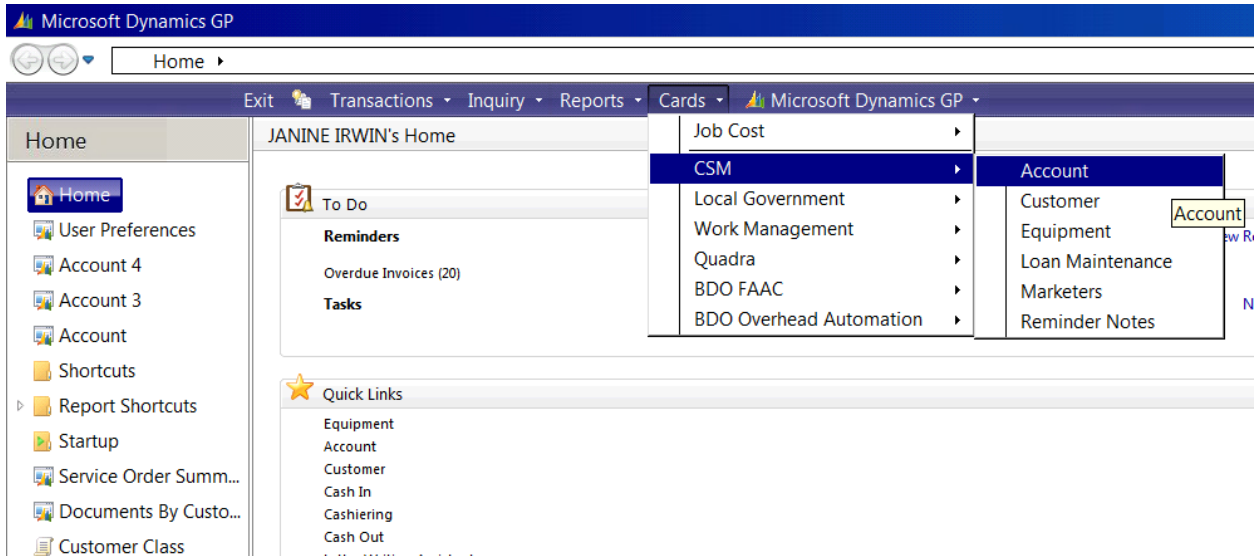 Microsoft Dynamics GP
Home
Exit Transactions Inquiry Reports Cards Microsoft Dynamics GP
Home
JANINE IRWIN's Home
Job Cost
CSM
Local Government
Work Management
Quadra
BDO FAAC
BDO Overhead Automation
Account
Customer
Equipment
Loan Maintenance
Marketers
Reminder Notes
Account
Home
User Preferences
Account 4
Account 3
Account
Shortcuts
Report Shortcuts
Startup
Service Order Summ...
Documents By Custo...
Customer Class
To Do
Reminders
Overdue Invoices (20)
Tasks
Quick Links
Equipment
Account
Customer
Cash In
Cashiering
Cash Out